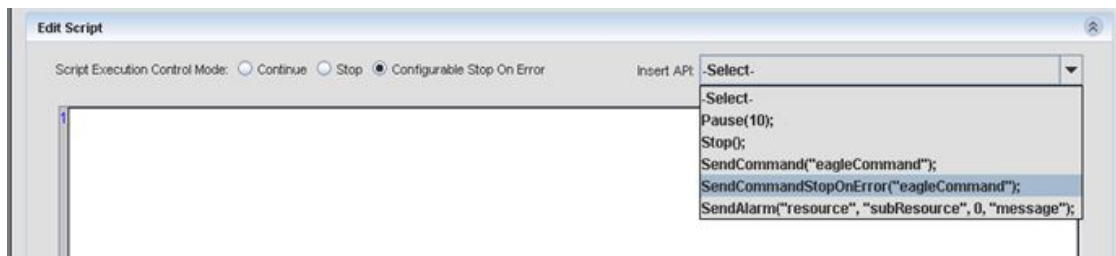 Edit Script
Script Execution Control Mode: Continue Stop Configurable Stop On Error Insert API: -Select-
1
-Select-
Pause(10);
Stop();
SendCommand("eagleCommand");
SendCommandStopOnError("eagleCommand");
SendAlarm("resource", "subResource", 0, "message");